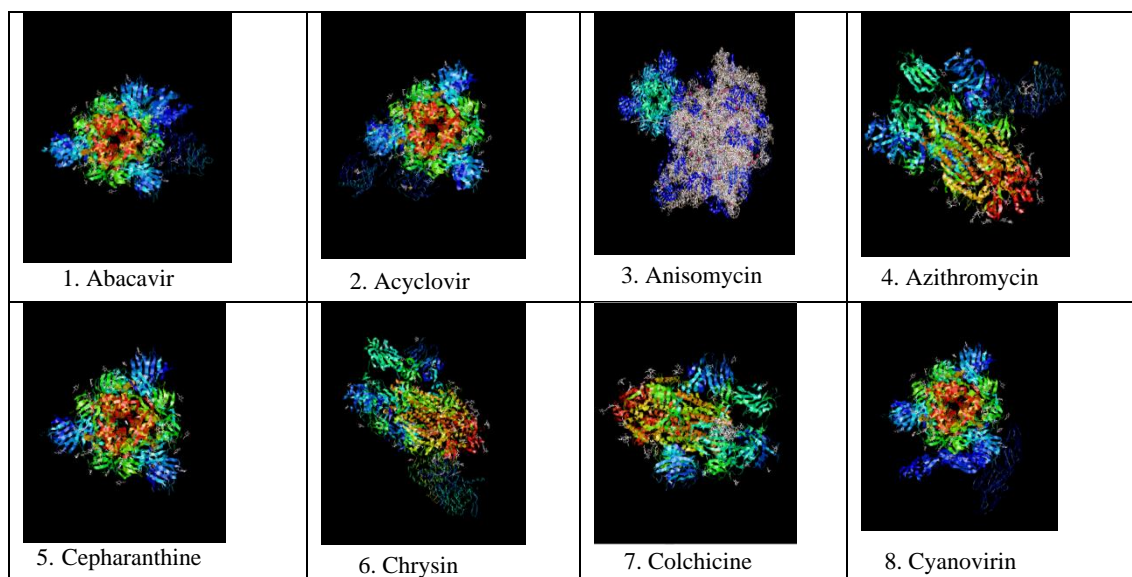 1. Abacavir
2. Acyclovir
3. Anisomycin
4. Azithromycin
5. Cepharanthine
6. Chrysin
7. Colchicine
8. Cyanovirin